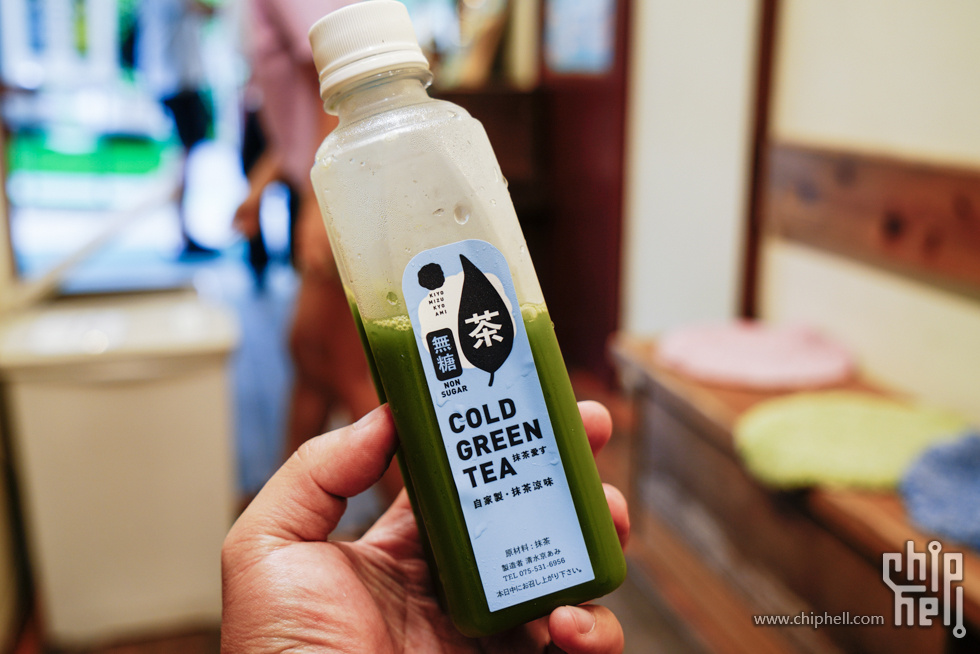 KIYO
MIZU
KYO
AMI
茶
無糖
NON
SUGAR
COLD
GREEN
TEA 抹茶愛す
自家製・抹茶涼味
原材料：抹茶
製造者 清水京あみ
TEL 075-531-6956
本日中にお召し上がり下さい。
www.chiphell.com
chip
hell